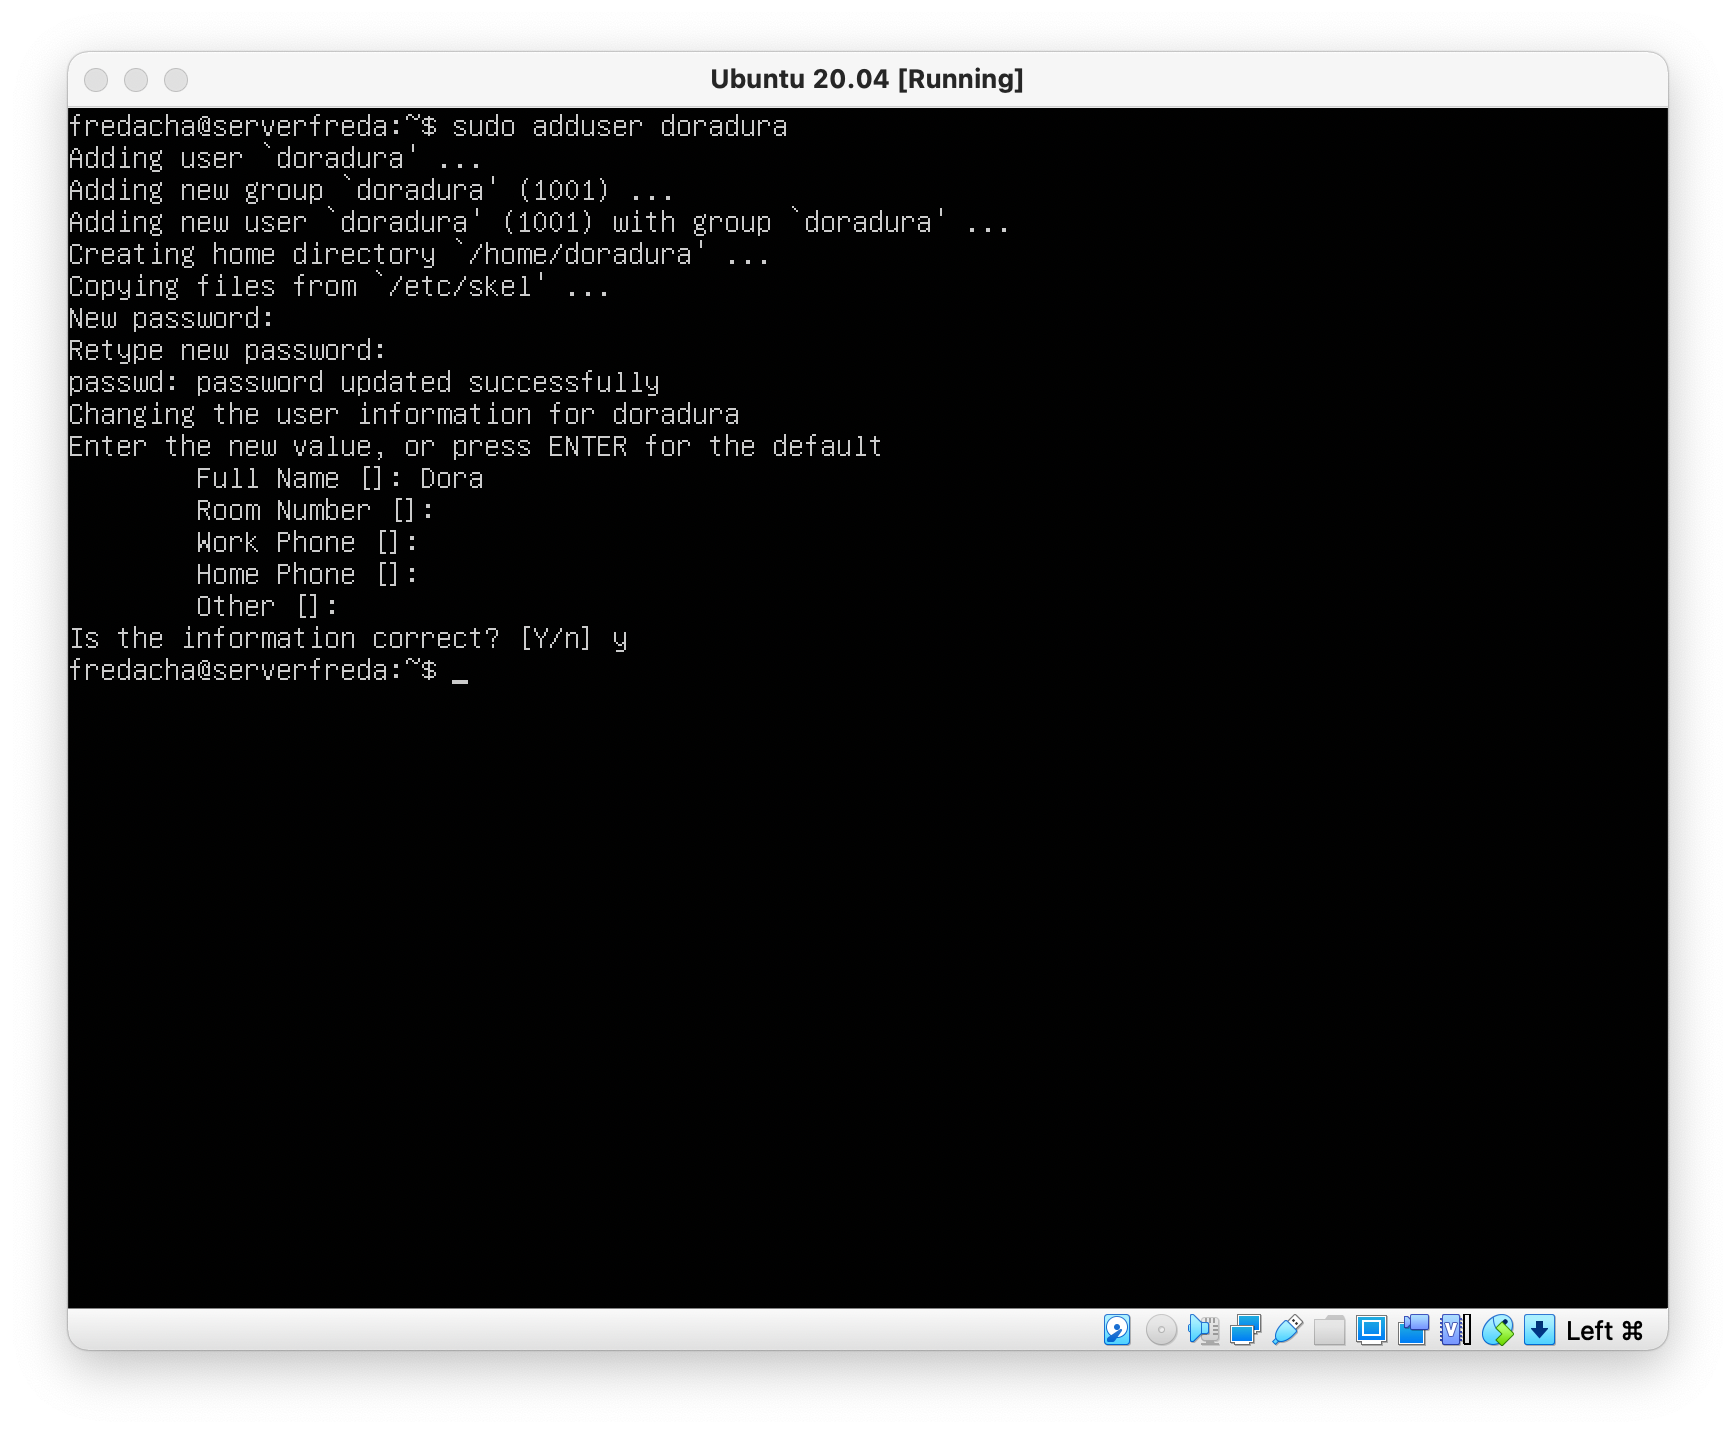 Ubuntu 20.04 [Running]
fredacha@serverfreda:~$ sudo adduser doradura
Adding user `doradura' ...
Adding new group `doradura' (1001) ...
Adding new user `doradura' (1001) with group `doradura' ...
Creating home directory `/home/doradura' ...
Copying files from `/etc/skel' ...
New password:
Retype new password:
passwd: password updated successfully
Changing the user information for doradura
Enter the new value, or press ENTER for the default
        Full Name []: Dora
        Room Number []:
        Work Phone []:
        Home Phone []:
        Other []:
Is the information correct? [Y/n] y
fredacha@serverfreda:~$ _
Left ⌘